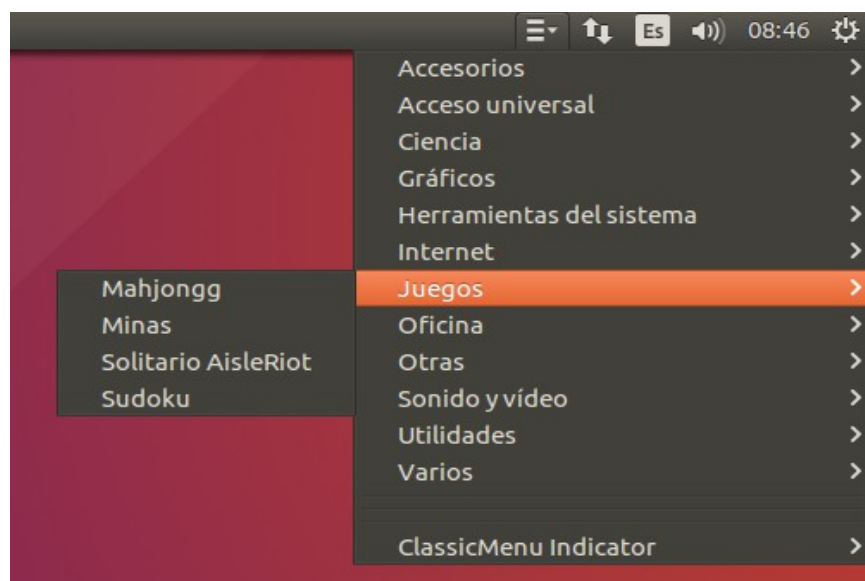 Es 08:46
Accesorios
Acceso universal
Ciencia
Gráficos
Herramientas del sistema
Internet
Juegos
Mahjongg
Minas
Solitario AisleRiot
Sudoku
Oficina
Otras
Sonido y vídeo
Utilidades
Varios
ClassicMenu Indicator